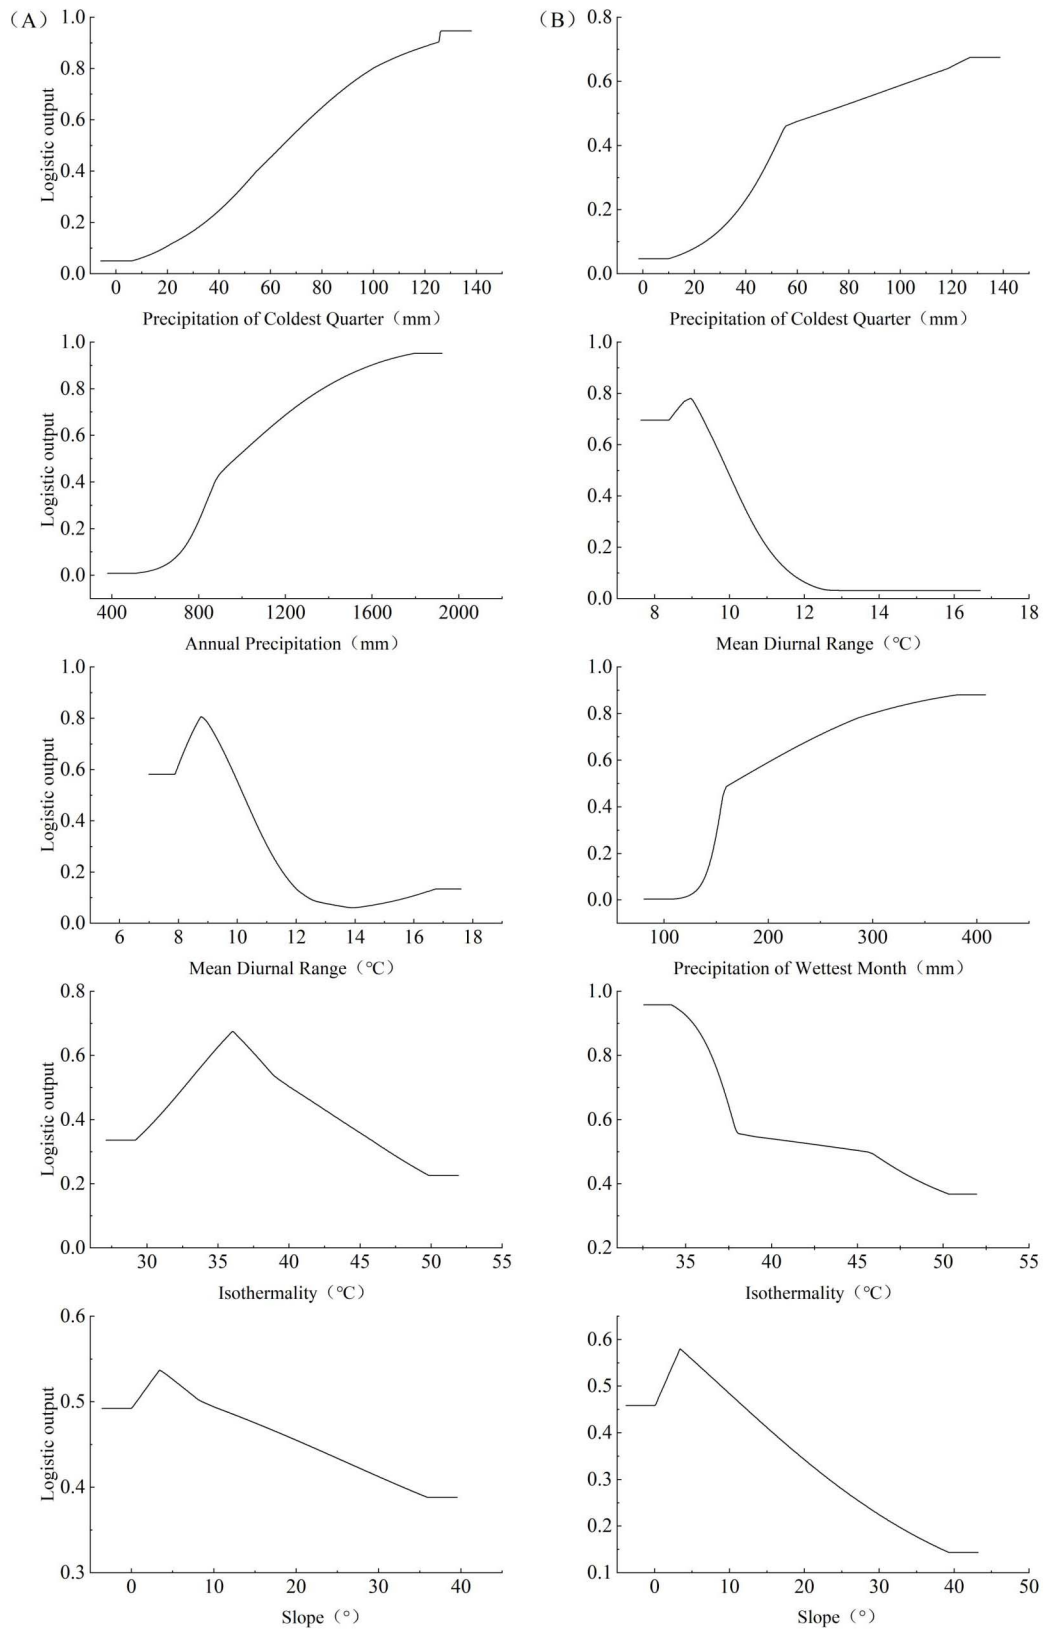 （A）
1.0
0.8
0.6
0.4
0.2
0.0
Logistic output
0 20 40 60 80 100 120 140
Precipitation of Coldest Quarter（mm）
（B）
0.8
0.6
0.4
0.2
0.0
0 20 40 60 80 100 120 140
Precipitation of Coldest Quarter（mm）
1.0
0.8
0.6
0.4
0.2
0.0
Logistic output
400 800 1200 1600 2000
Annual Precipitation（mm）
1.0
0.8
0.6
0.4
0.2
0.0
8 10 12 14 16 18
Mean Diurnal Range（℃）
1.0
0.8
0.6
0.4
0.2
0.0
Logistic output
6 8 10 12 14 16 18
Mean Diurnal Range（℃）
1.0
0.8
0.6
0.4
0.2
0.0
100 200 300 400
Precipitation of Wettest Month（mm）
0.8
0.6
0.4
0.2
0.0
Logistic output
30 35 40 45 50 55
Isothermality（℃）
1.0
0.8
0.6
0.4
0.2
35 40 45 50 55
Isothermality（℃）
0.6
0.5
0.4
0.3
Logistic output
0 10 20 30 40
Slope（°）
0.6
0.5
0.4
0.3
0.2
0.1
0 10 20 30 40 50
Slope（°）